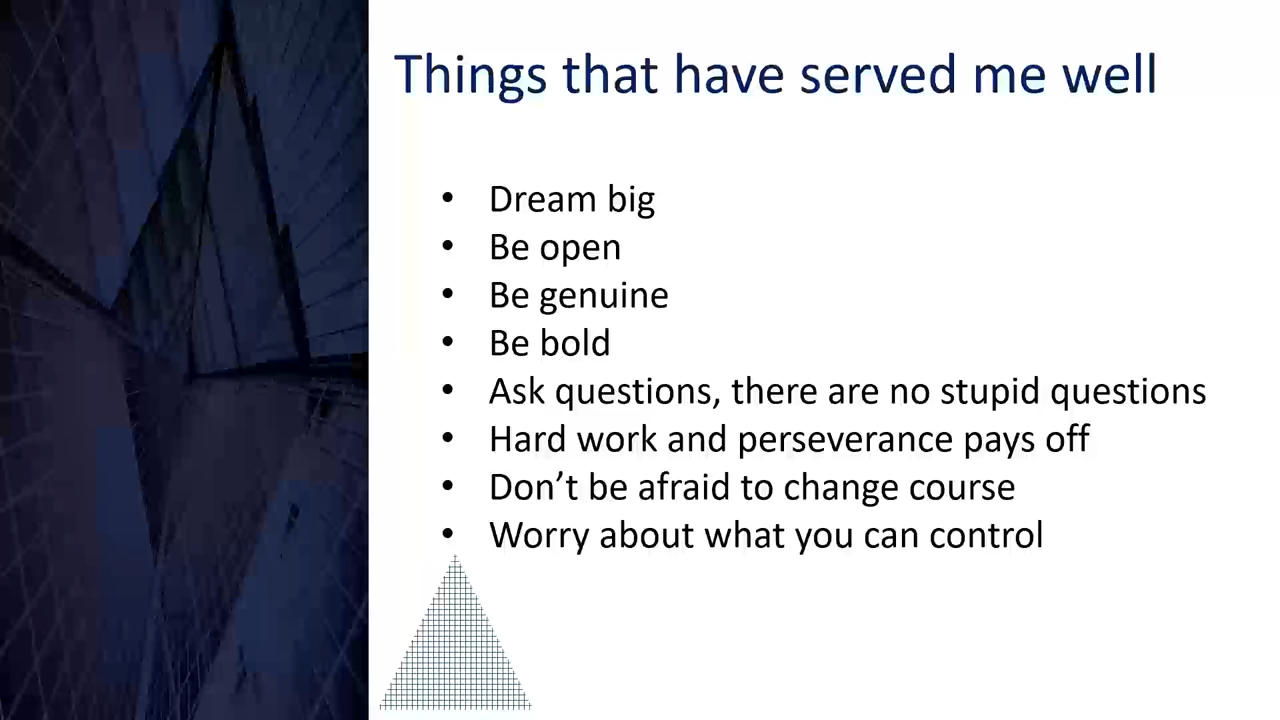 Things that have served me well
• Dream big
• Be open
• Be genuine
• Be bold
• Ask questions, there are no stupid questions
• Hard work and perseverance pays off
• Don’t be afraid to change course
• Worry about what you can control